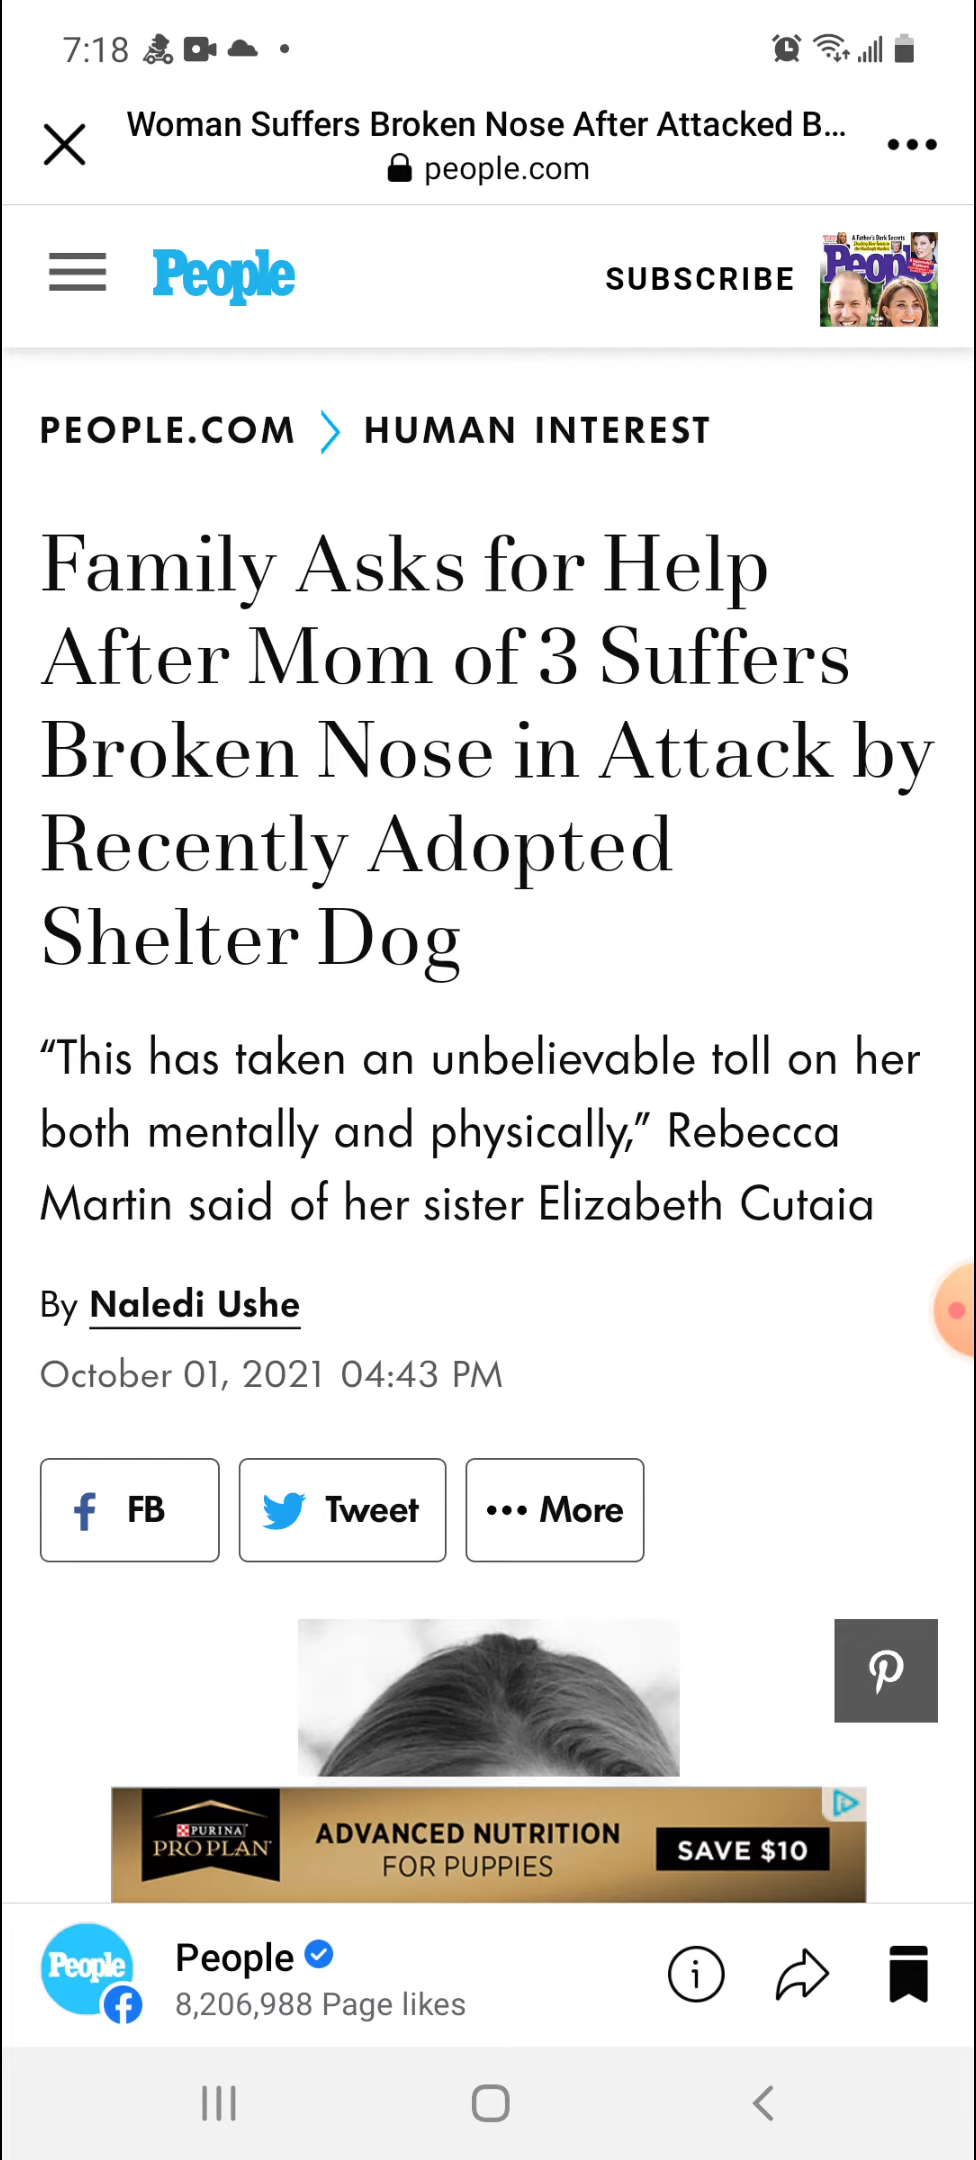 7:18
Woman Suffers Broken Nose After Attacked B...
people.com
People
SUBSCRIBE
PEOPLE.COM > HUMAN INTEREST
Family Asks for Help
After Mom of 3 Suffers
Broken Nose in Attack by
Recently Adopted
Shelter Dog
“This has taken an unbelievable toll on her
both mentally and physically,” Rebecca
Martin said of her sister Elizabeth Cutaia
By Naledi Ushe
October 01, 2021 04:43 PM
FB
Tweet
••• More
PURINA
PRO PLAN
ADVANCED NUTRITION
FOR PUPPIES
SAVE $10
People
People
8,206,988 Page likes